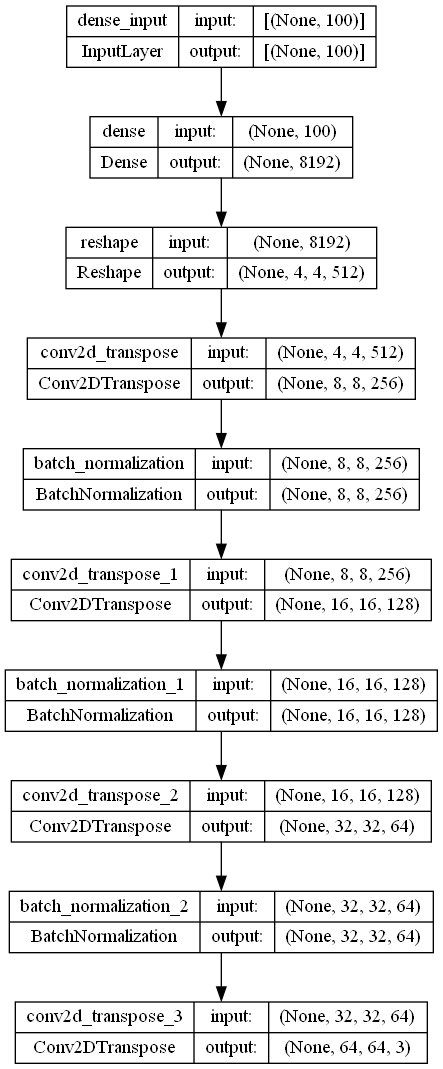 dense_input input: [(None, 100)]
InputLayer output: [(None, 100)]
dense input: (None, 100)
Dense output: (None, 8192)
reshape input: (None, 8192)
Reshape output: (None, 4, 4, 512)
conv2d_transpose input: (None, 4, 4, 512)
Conv2DTranspose output: (None, 8, 8, 256)
batch_normalization input: (None, 8, 8, 256)
BatchNormalization output: (None, 8, 8, 256)
conv2d_transpose_1 input: (None, 8, 8, 256)
Conv2DTranspose output: (None, 16, 16, 128)
batch_normalization_1 input: (None, 16, 16, 128)
BatchNormalization output: (None, 16, 16, 128)
conv2d_transpose_2 input: (None, 16, 16, 128)
Conv2DTranspose output: (None, 32, 32, 64)
batch_normalization_2 input: (None, 32, 32, 64)
BatchNormalization output: (None, 32, 32, 64)
conv2d_transpose_3 input: (None, 32, 32, 64)
Conv2DTranspose output: (None, 64, 64, 3)